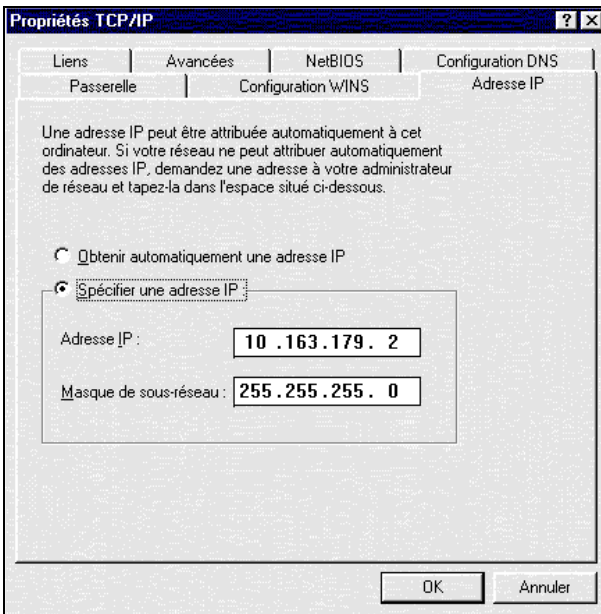 Propriétés TCP/IP
Liens Avancées NetBIOS Configuration DNS
Passerelle Configuration WINS Adresse IP
Une adresse IP peut être attribuée automatiquement à cet
ordinateur. Si votre réseau ne peut attribuer automatiquement
des adresses IP, demandez une adresse à votre administrateur
de réseau et tapez-la dans l'espace situé ci-dessous.
Obtenir automatiquement une adresse IP
Spécifier une adresse IP :
Adresse IP : 10 .163.179. 2
Masque de sous-réseau : 255.255.255. 0
OK Annuler